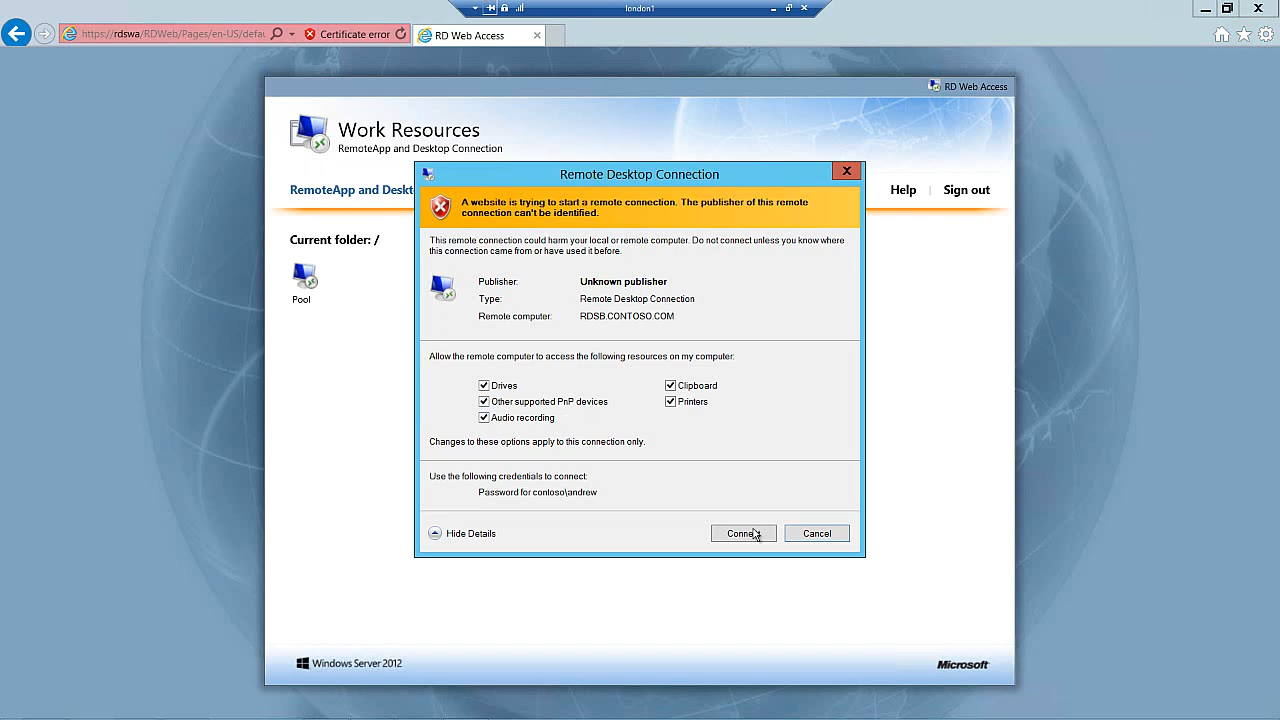 london1
https://rdswa/RDWeb/Pages/en-US/defau
Certificate error
RD Web Access
RD Web Access
Work Resources
RemoteApp and Desktop Connection
RemoteApp and Deskt
Help
Sign out
Current folder: /
Pool
Remote Desktop Connection
A website is trying to start a remote connection. The publisher of this remote
connection can't be identified.
This remote connection could harm your local or remote computer. Do not connect unless you know where
this connection came from or have used it before.
Publisher: Unknown publisher
Type: Remote Desktop Connection
Remote computer: RDSB.CONTOSO.COM
Allow the remote computer to access the following resources on my computer:
Drives
Clipboard
Other supported PnP devices
Printers
Audio recording
Changes to these options apply to this connection only.
Use the following credentials to connect:
Password for contoso\andrew
Hide Details
Connect
Cancel
Windows Server 2012
Microsoft